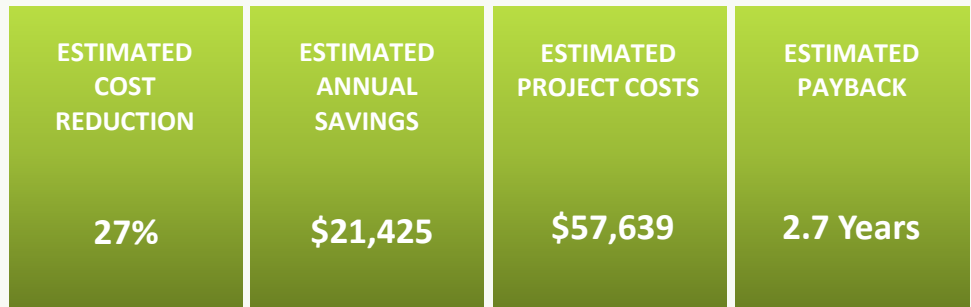 ESTIMATED
COST
REDUCTION
27%
ESTIMATED
ANNUAL
SAVINGS
$21,425
ESTIMATED
PROJECT COSTS
$57,639
ESTIMATED
PAYBACK
2.7 Years